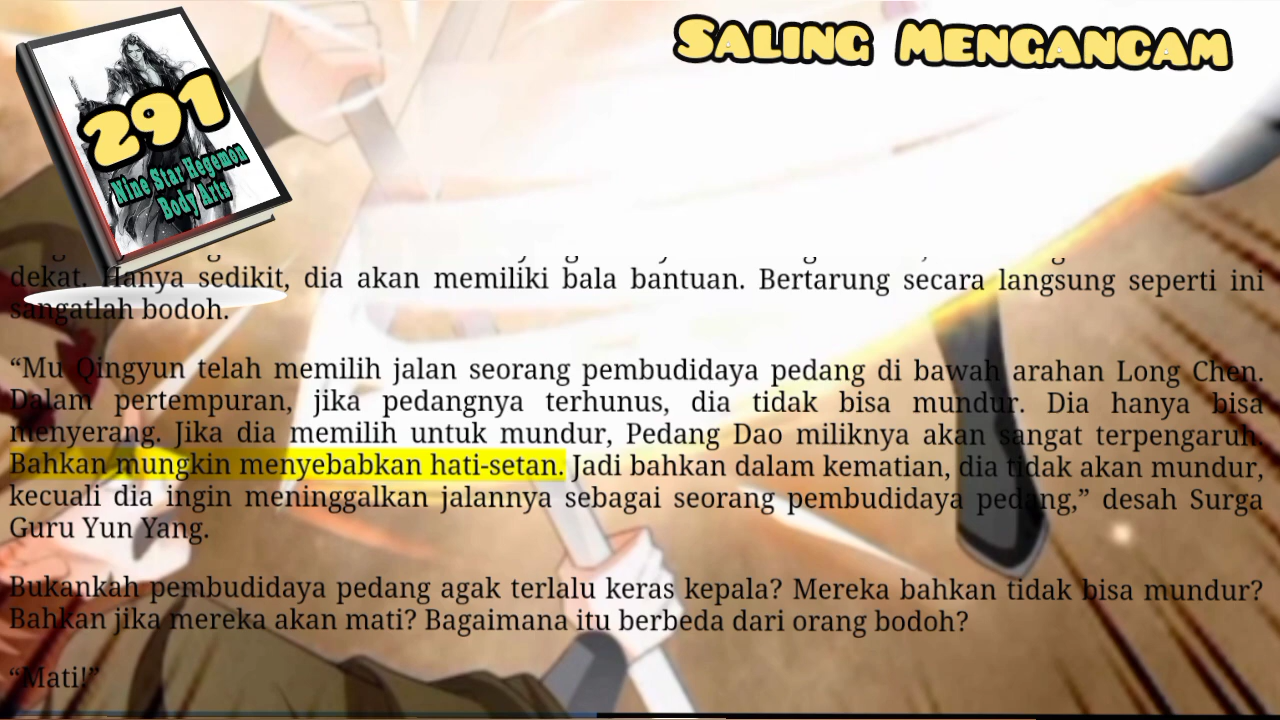 Saling Mengancam
291
Nine Star Hegemon
Body Arts
dekat. Hanya sedikit, dia akan memiliki bala bantuan. Bertarung secara langsung seperti ini
sangatlah bodoh.
“Mu Qingyun telah memilih jalan seorang pembudidaya pedang di bawah arahan Long Chen.
Dalam pertempuran, jika pedangnya terhunus, dia tidak bisa mundur. Dia hanya bisa
menyerang. Jika dia memilih untuk mundur, Pedang Dao miliknya akan sangat terpengaruh.
Bahkan mungkin menyebabkan hati-setan. Jadi bahkan dalam kematian, dia tidak akan mundur,
kecuali dia ingin meninggalkan jalannya sebagai seorang pembudidaya pedang,” desah Surga
Guru Yun Yang.
Bukankah pembudidaya pedang agak terlalu keras kepala? Mereka bahkan tidak bisa mundur?
Bahkan jika mereka akan mati? Bagaimana itu berbeda dari orang bodoh?
“Mati!”